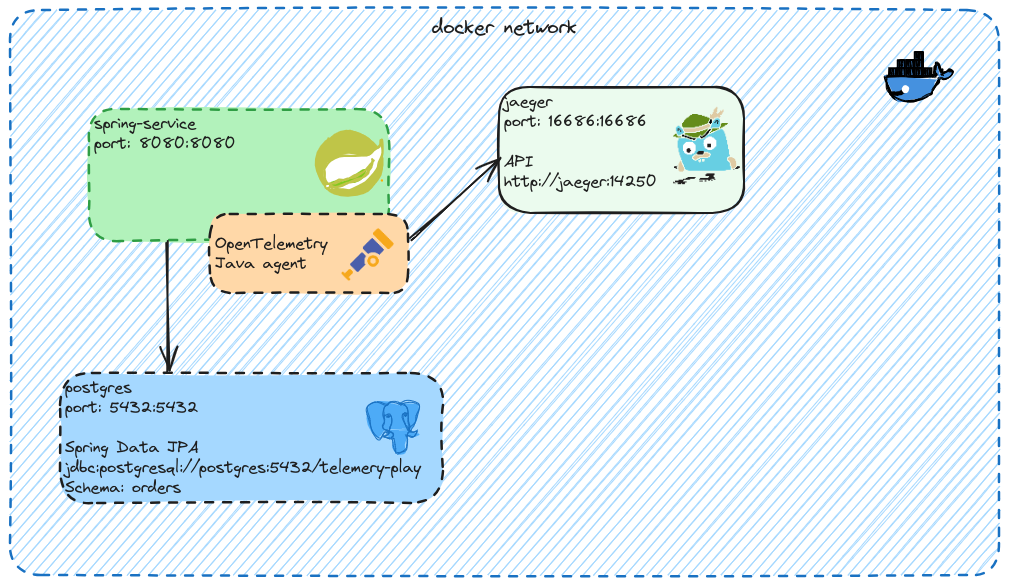 docker network
spring-service
port: 8080:8080
jaeger
port: 16686:16686
API
http://jaeger:14250
OpenTelemetry
Java agent
postgres
port: 5432:5432
Spring Data JPA
jdbc:postgresql://postgres:5432/telemery-play
Schema: orders